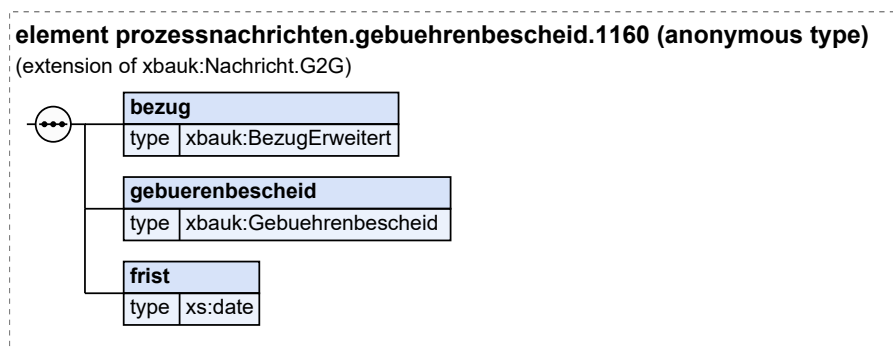 element prozessnachrichten.gebuehrenbescheid.1160 (anonymous type)
(extension of xbauk:Nachricht.G2G)
bezug
type xbauk:BezugErweitert
gebuerenbescheid
type xbauk:Gebuehrenbescheid
frist
type xs:date